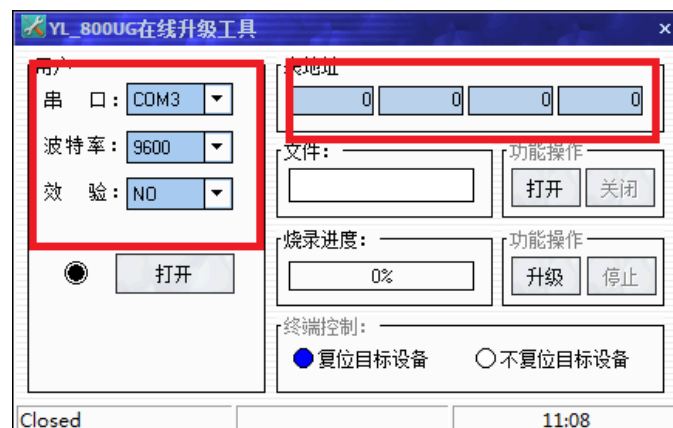 YL_800UG在线升级工具
用户
串 口: COM3
波特率: 9600
效 验: NO
打开
表地址
0 0 0 0
文件:
功能操作
打开 关闭
烧录进度:
0%
功能操作
升级 停止
终端控制:
复位目标设备 不复位目标设备
Closed
11:08